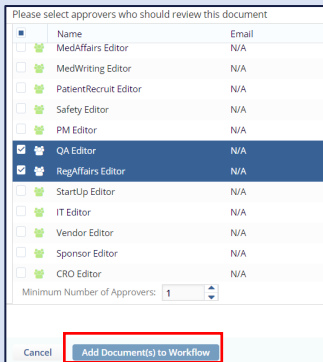 Please select approvers who should review this document
Name Email
MedAffairs Editor N/A
MedWriting Editor N/A
PatientRecruit Editor N/A
Safety Editor N/A
PM Editor N/A
QA Editor N/A
RegAffairs Editor N/A
StartUp Editor N/A
IT Editor N/A
Vendor Editor N/A
Sponsor Editor N/A
CRO Editor N/A
Minimum Number of Approvers: 1
Cancel Add Document(s) to Workflow